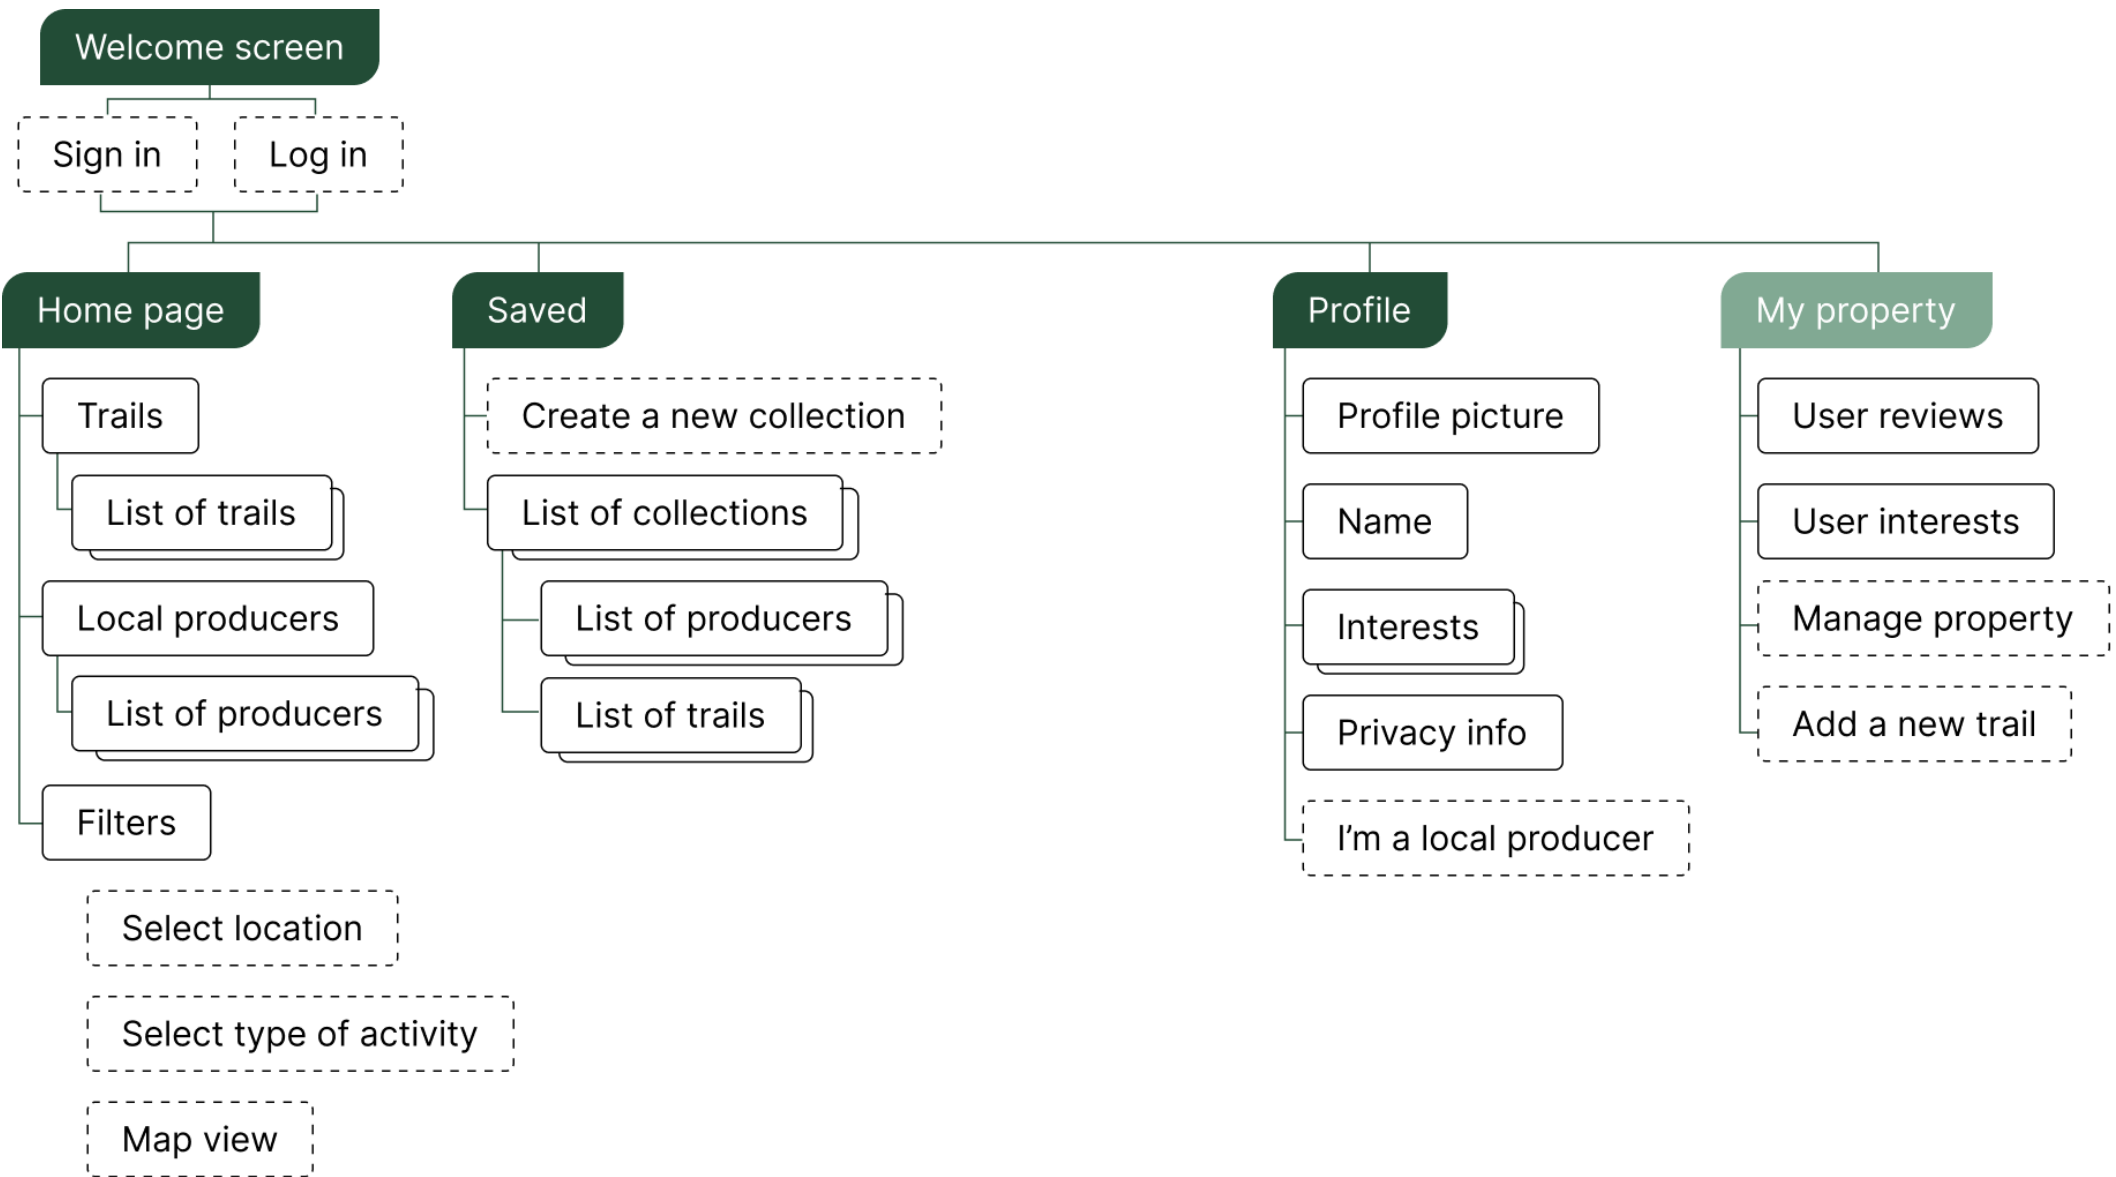 Welcome screen
Sign in
Log in
Home page
Trails
List of trails
Local producers
List of producers
Filters
Select location
Select type of activity
Map view
Saved
Create a new collection
List of collections
List of producers
List of trails
Profile
Profile picture
Name
Interests
Privacy info
I’m a local producer
My property
User reviews
User interests
Manage property
Add a new trail